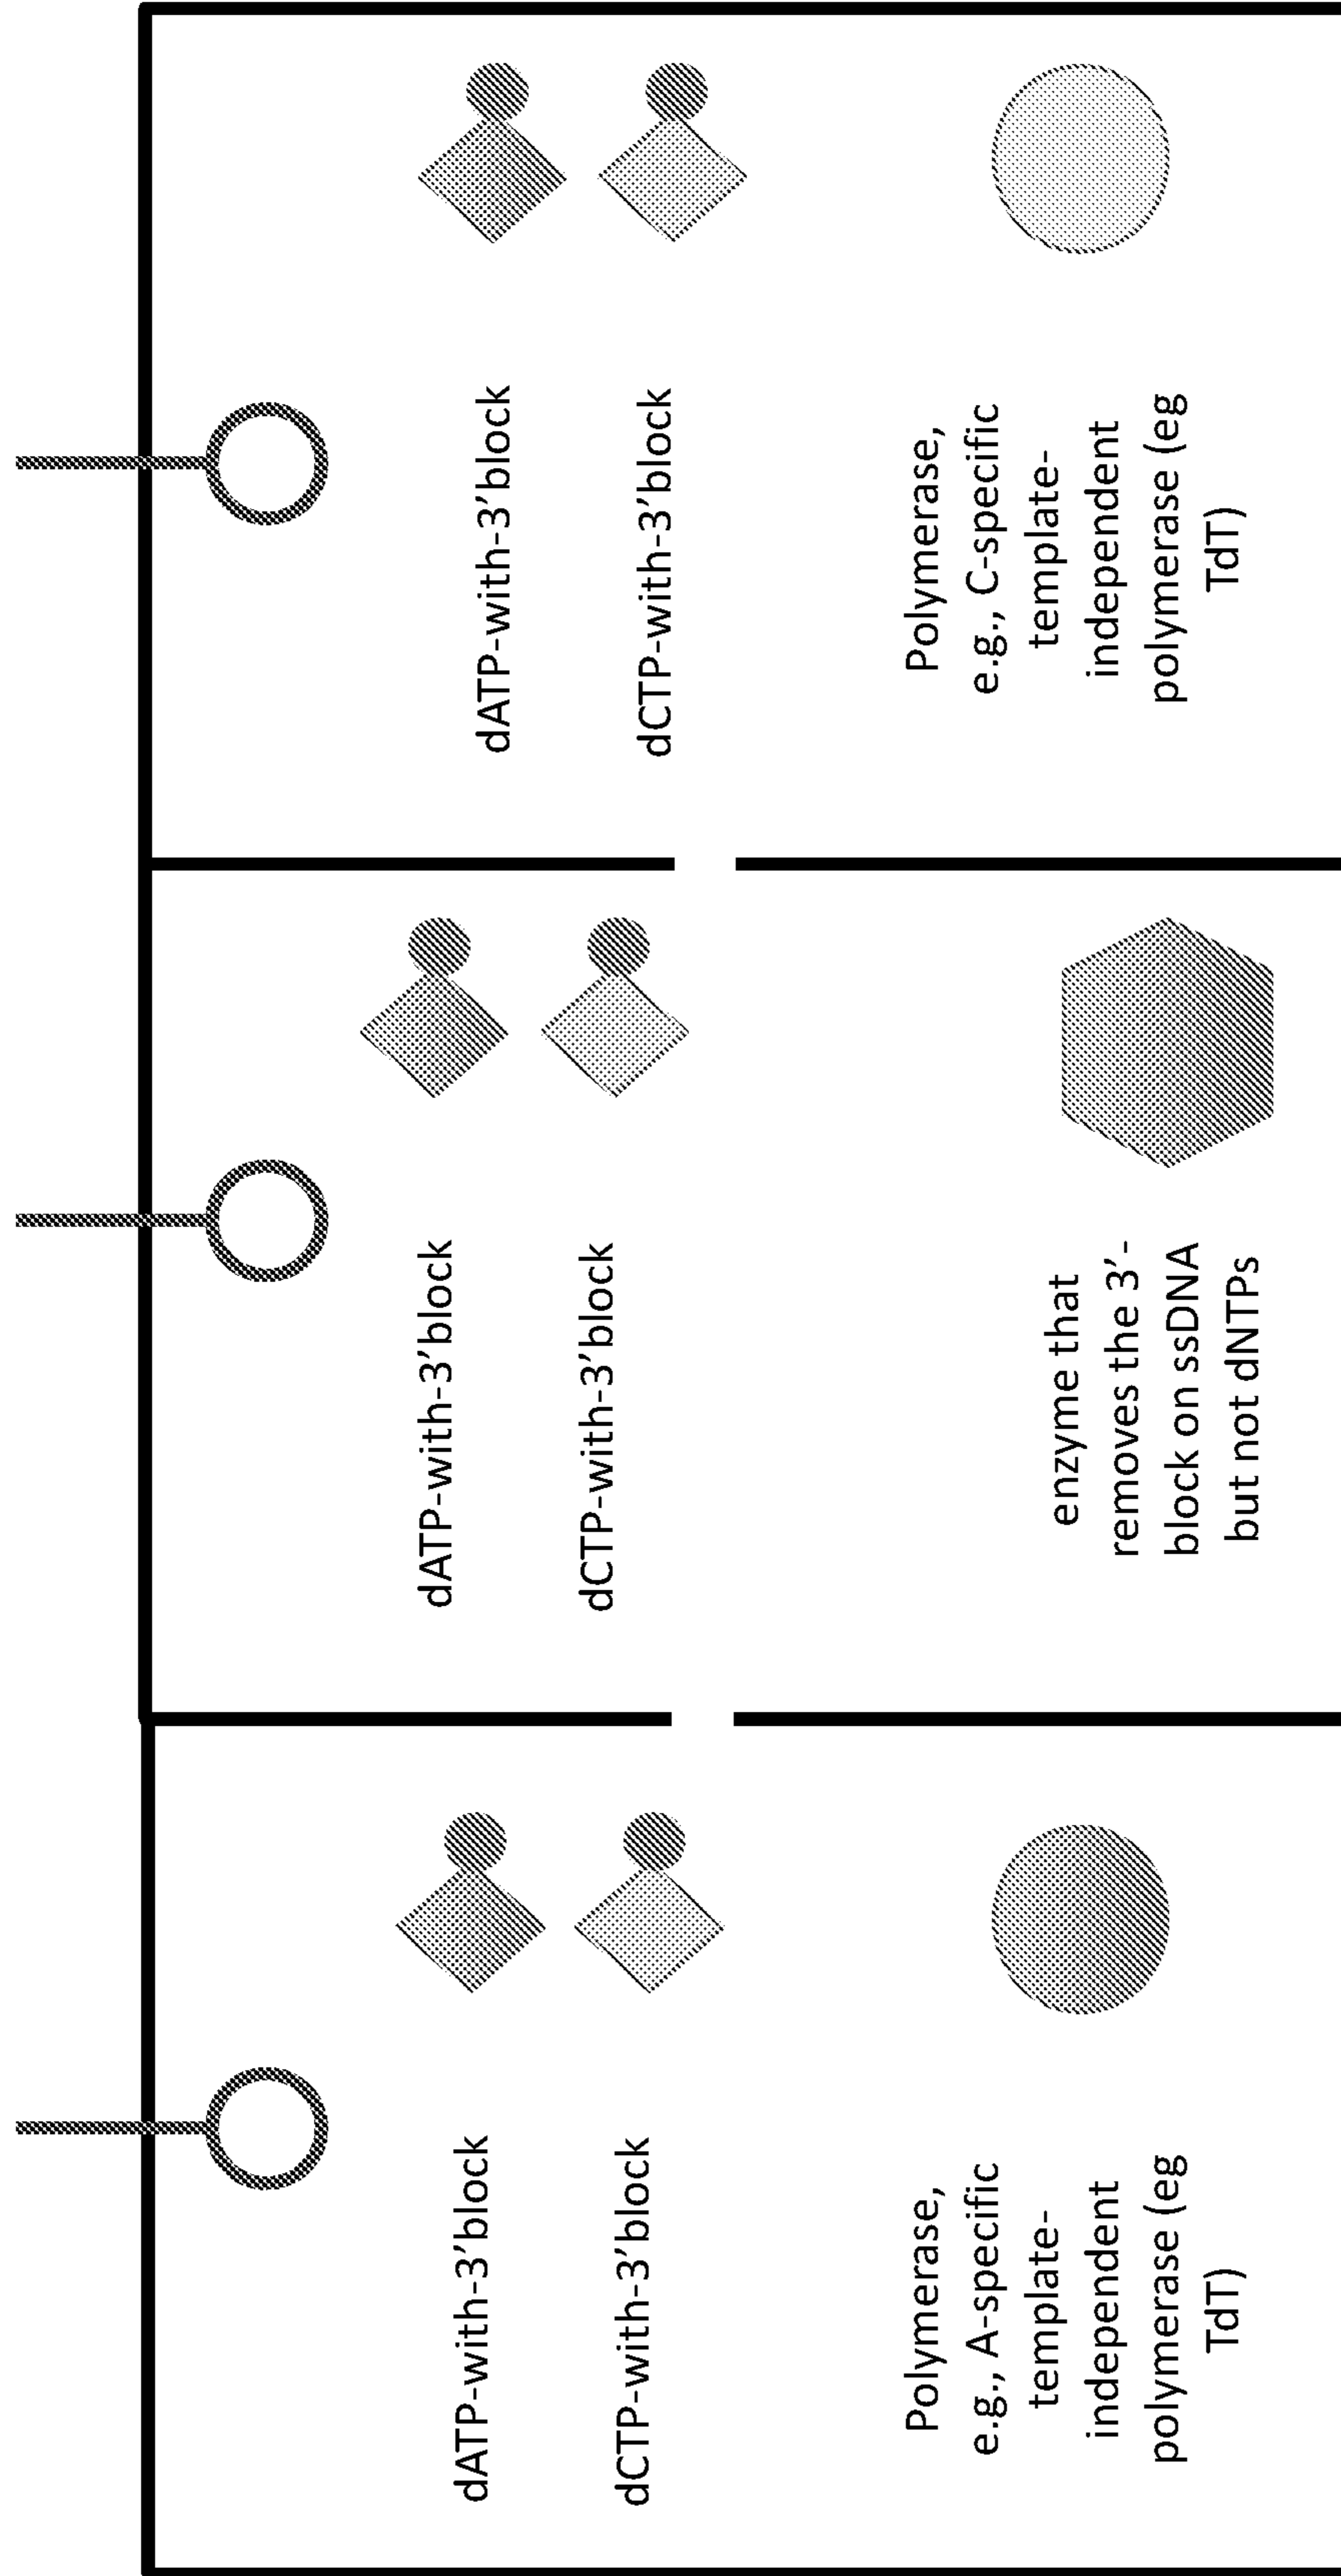 dATP-with-3’block
dCTP-with-3’block
Polymerase,
e.g., A-specific
template-
independent
polymerase (eg
TdT)
dATP-with-3’block
dCTP-with-3’block
enzyme that
removes the 3’-
block on ssDNA
but not dNTPs
dATP-with-3’block
dCTP-with-3’block
Polymerase,
e.g., C-specific
template-
independent
polymerase (eg
TdT)